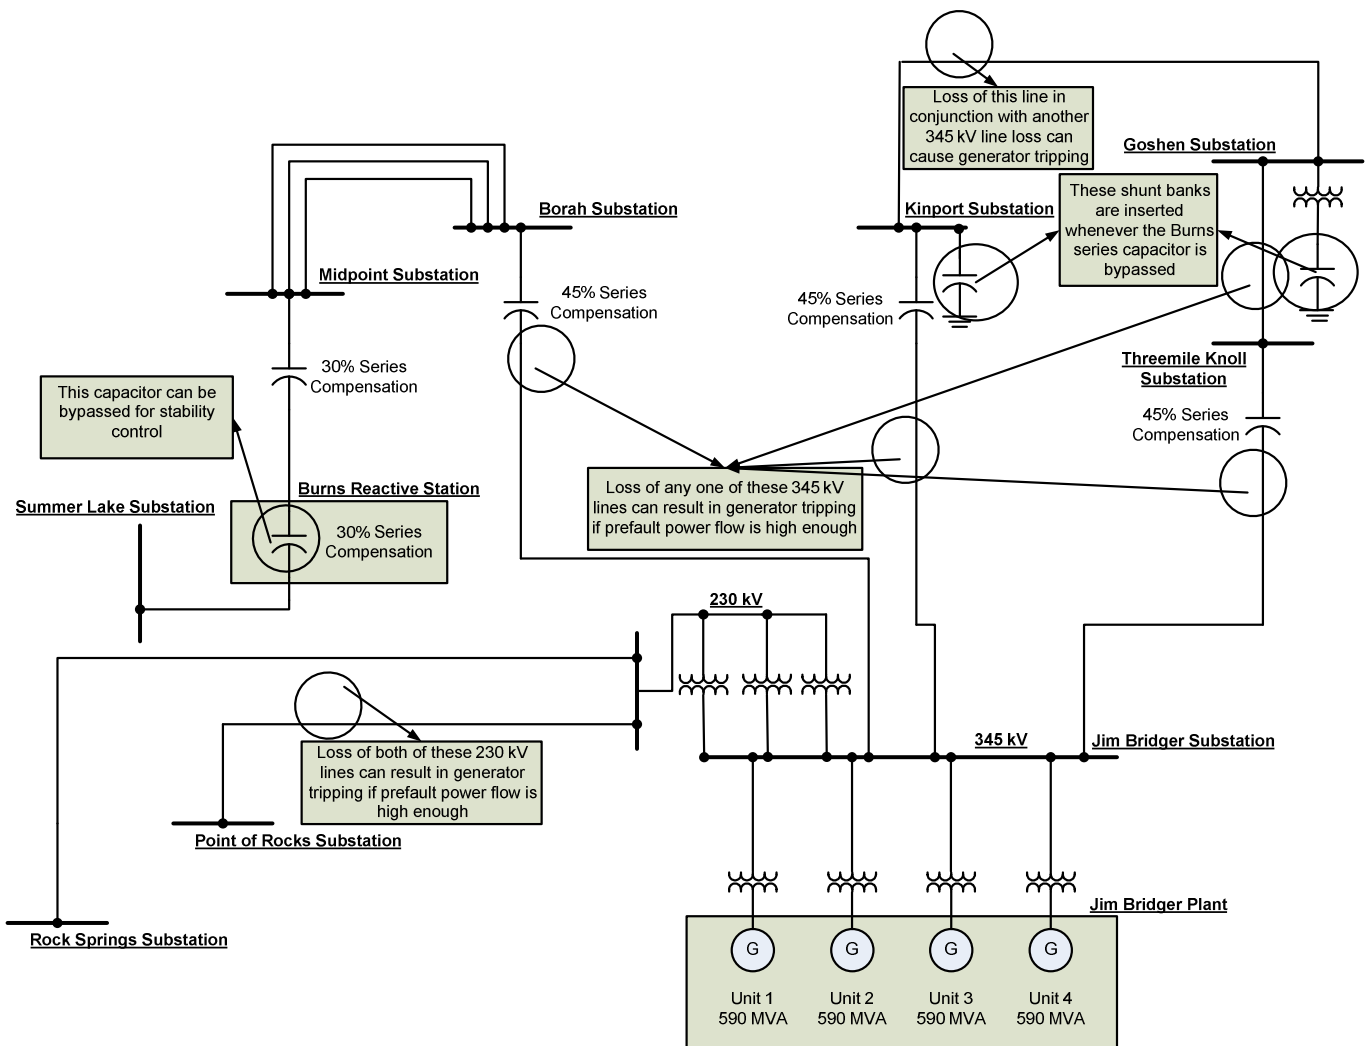 Loss of this line in
conjunction with another
345 kV line loss can
cause generator tripping
Goshen Substation
These shunt banks
are inserted
whenever the Burns
series capacitor is
bypassed
Borah Substation
Kinport Substation
Midpoint Substation
45% Series
Compensation
45% Series
Compensation
30% Series
Compensation
Threemile Knoll
Substation
This capacitor can be
bypassed for stability
control
45% Series
Compensation
Burns Reactive Station
Loss of any one of these 345 kV
lines can result in generator tripping
if prefault power flow is high enough
Summer Lake Substation
30% Series
Compensation
230 kV
345 kV
Jim Bridger Substation
Loss of both of these 230 kV
lines can result in generator
tripping if prefault power flow is
high enough
Point of Rocks Substation
Jim Bridger Plant
Rock Springs Substation
G
G
G
G
Unit 1
590 MVA
Unit 2
590 MVA
Unit 3
590 MVA
Unit 4
590 MVA